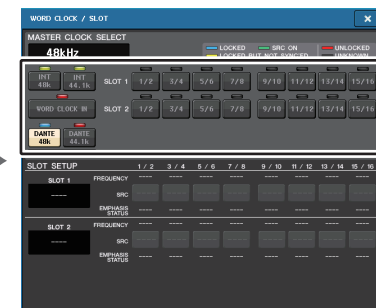 WORD CLOCK / SLOT
MASTER CLOCK SELECT
48kHz
LOCKED SRC ON UNLOCKED
LOCKED BUT NOT SYNCED UNKNOWN
INT 48k INT 44.1k SLOT 1 1/2 3/4 5/6 7/8 9/10 11/12 13/14 15/16
WORD CLOCK IN SLOT 2 1/2 3/4 5/6 7/8 9/10 11/12 13/14 15/16
DANTE 48k DANTE 44.1k
SLOT SETUP 1 / 2 3 / 4 5 / 6 7 / 8 9 / 10 11 / 12 13 / 14 15 / 16
SLOT 1 FREQUENCY ---- ---- ---- ---- ---- ---- ---- ----
---- SRC ---- ---- ---- ---- ---- ---- ---- ----
EMPHASIS STATUS ---- ---- ---- ---- ---- ---- ---- ----
SLOT 2 FREQUENCY ---- ---- ---- ---- ---- ---- ---- ----
---- SRC ---- ---- ---- ---- ---- ---- ---- ----
EMPHASIS STATUS ---- ---- ---- ---- ---- ---- ---- ----